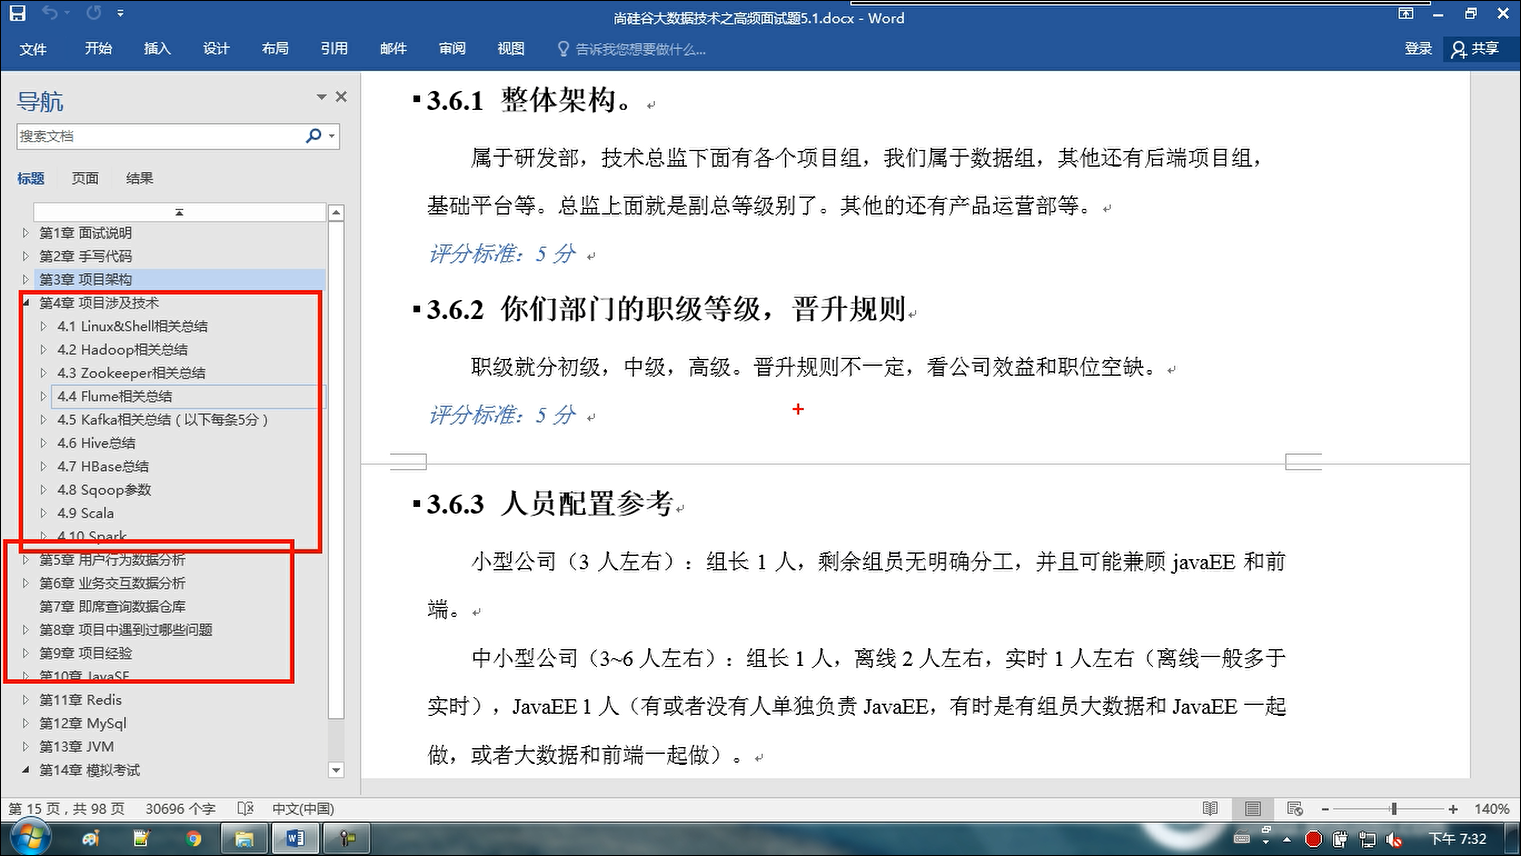 尚硅谷大数据技术之高频面试题5.1.docx - Word
文件 开始 插入 设计 布局 引用 邮件 审阅 视图 告诉我您想要做什么... 登录 共享
导航
搜索文档
标题 页面 结果
第1章 面试说明
第2章 手写代码
第3章 项目架构
第4章 项目涉及技术
4.1 Linux&Shell相关总结
4.2 Hadoop相关总结
4.3 Zookeeper相关总结
4.4 Flume相关总结
4.5 Kafka相关总结（以下每条5分）
4.6 Hive总结
4.7 HBase总结
4.8 Sqoop参数
4.9 Scala
4.10 Spark
第5章 用户行为数据分析
第6章 业务交互数据分析
第7章 即席查询数据仓库
第8章 项目中遇到过哪些问题
第9章 项目经验
第10章 JavaSE
第11章 Redis
第12章 MySql
第13章 JVM
第14章 模拟考试
3.6.1 整体架构。
属于研发部，技术总监下面有各个项目组，我们属于数据组，其他还有后端项目组，
基础平台等。总监上面就是副总等级别了。其他的还有产品运营部等。
评分标准：5 分
3.6.2 你们部门的职级等级，晋升规则
职级就分初级，中级，高级。晋升规则不一定，看公司效益和职位空缺。
评分标准：5 分
3.6.3 人员配置参考
小型公司（3 人左右）：组长 1 人，剩余组员无明确分工，并且可能兼顾 javaEE 和前
端。
中小型公司（3~6 人左右）：组长 1 人，离线 2 人左右，实时 1 人左右（离线一般多于
实时），JavaEE 1 人（有或者没有人单独负责 JavaEE，有时是有组员大数据和 JavaEE 一起
做，或者大数据和前端一起做）。
第 15 页，共 98 页 30696 个字 中文(中国) 140%
下午 7:32